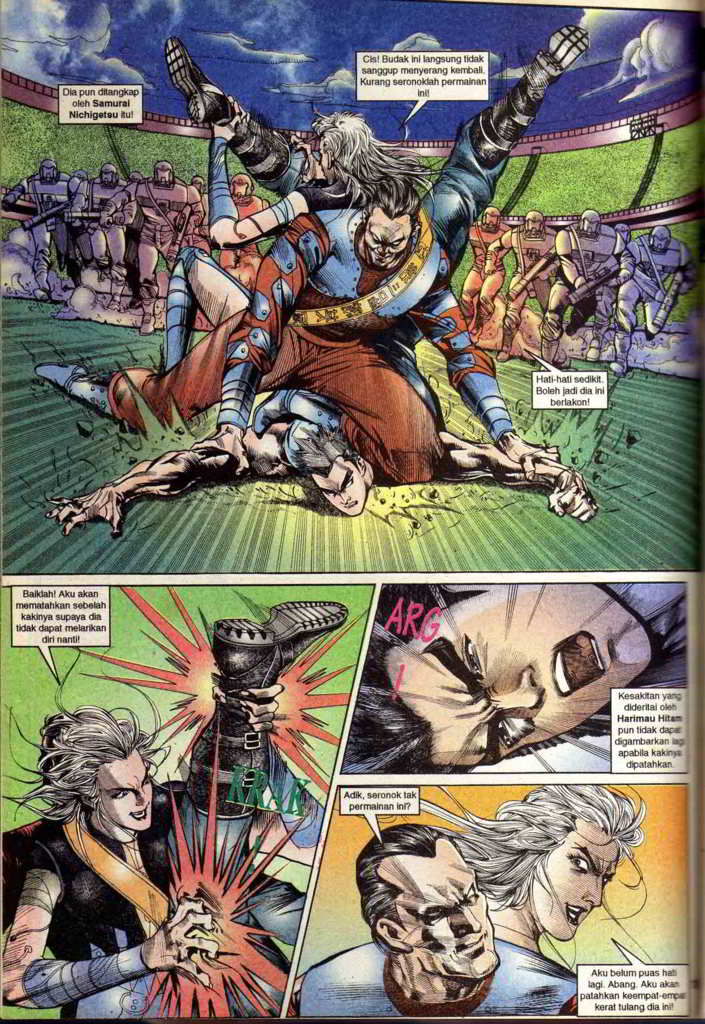 Dia pun ditangkap
oleh Samurai
Nichigetsu itu!
Cis! Budak ini langsung tidak
sanggup menyerang kembali.
Kurang seronoklah permainan
ini!
Hati-hati sedikit.
Boleh jadi dia ini
berlakon!
Baiklah! Aku akan
mematahkan sebelah
kakinya supaya dia
tidak dapat melarikan
diri nanti!
KRAK
!
ARG
!
Kesakitan yang
dideritai oleh
Harimau Hitam
pun tidak dapat
digambarkan lagi
apabila kakinya
dipatahkan.
Adik, seronok tak
permainan ini?
Aku belum puas hati
lagi. Abang. Aku akan
patahkan keempat-empat
kerat tulang dia ini!